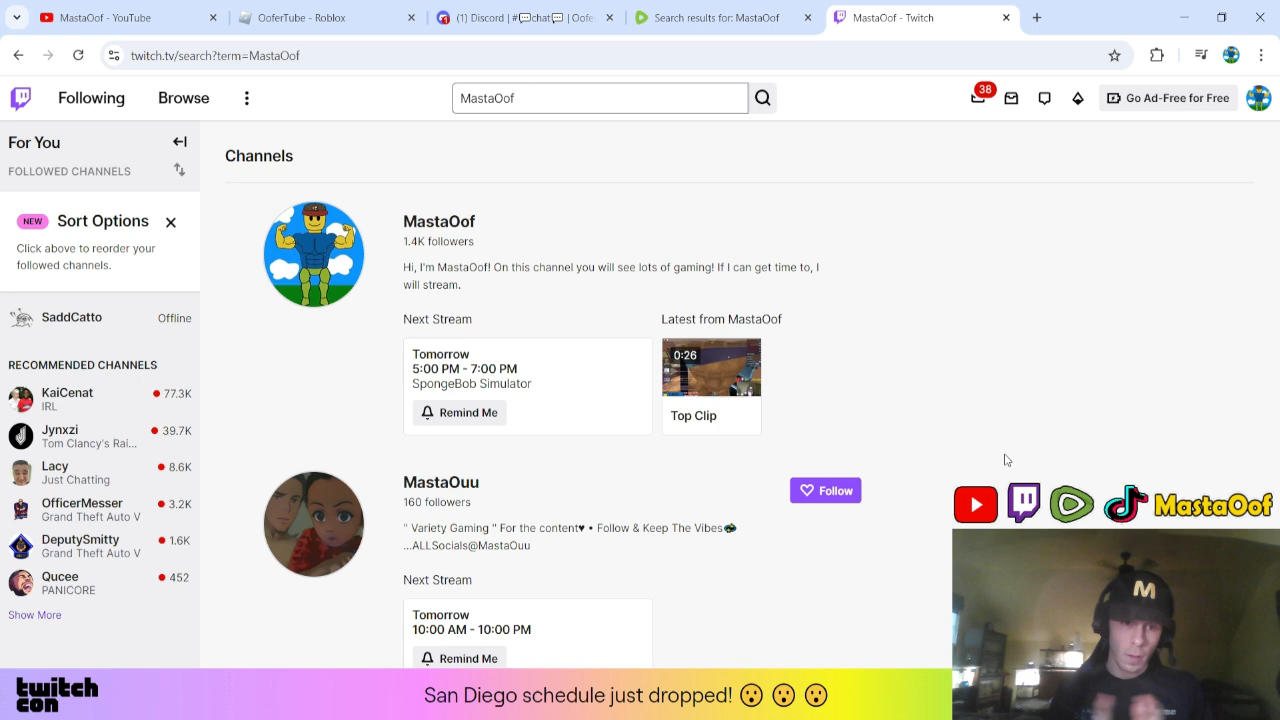 MastaOof - YouTube
OoferTube - Roblox
(1) Discord | #💬chat💬 | Oofe
Search results for: MastaOof
MastaOof - Twitch
twitch.tv/search?term=MastaOof
Following
Browse
MastaOof
38
Go Ad-Free for Free
For You
FOLLOWED CHANNELS
NEW
Sort Options
Click above to reorder your
followed channels.
SaddCatto
Offline
RECOMMENDED CHANNELS
KaiCenat
77.3K
IRL
Jynxzi
39.7K
Tom Clancy's Rai...
Lacy
8.6K
Just Chatting
OfficerMesser
3.2K
Grand Theft Auto V
DeputySmitty
1.6K
Grand Theft Auto V
Qucee
452
PANICORE
Show More
Channels
MastaOof
1.4K followers
Hi, I'm MastaOof! On this channel you will see lots of gaming! If I can get time to, I
will stream.
Next Stream
Latest from MastaOof
Tomorrow
5:00 PM - 7:00 PM
SpongeBob Simulator
Remind Me
0:26
Top Clip
MastaOuu
160 followers
" Variety Gaming " For the content♥ • Follow & Keep The Vibes
...ALLSocials@MastaOuu
Follow
Next Stream
Tomorrow
10:00 AM - 10:00 PM
Remind Me
MastaOof
M
twitch
con
San Diego schedule just dropped! 😮 😮 😮